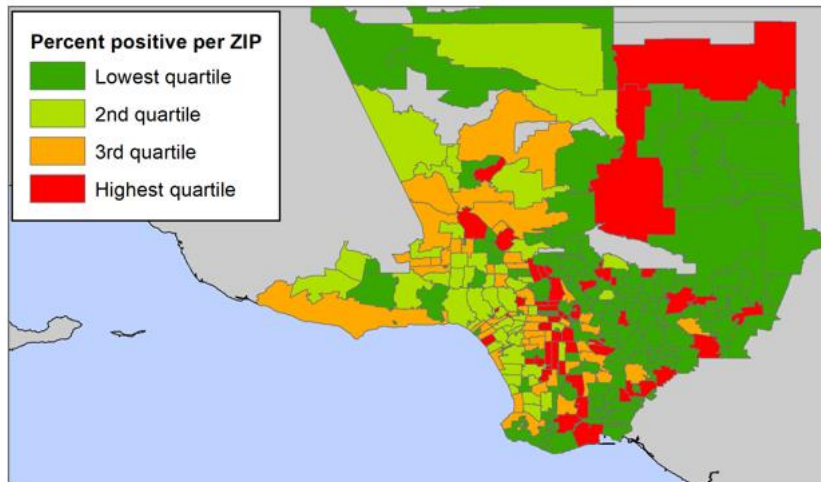 Percent positive per ZIP
Lowest quartile
2nd quartile
3rd quartile
Highest quartile